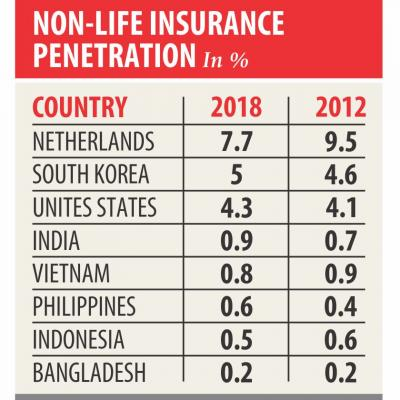 NON-LIFE INSURANCE
PENETRATION In %
COUNTRY 2018 2012
NETHERLANDS 7.7 9.5
SOUTH KOREA 5 4.6
UNITES STATES 4.3 4.1
INDIA 0.9 0.7
VIETNAM 0.8 0.9
PHILIPPINES 0.6 0.4
INDONESIA 0.5 0.6
BANGLADESH 0.2 0.2